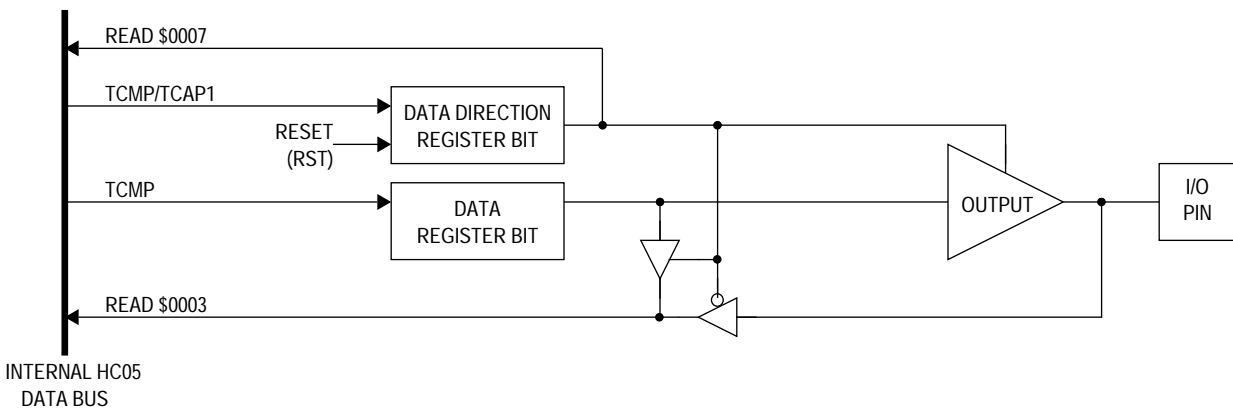 READ $0007
TCMP/TCAP1
DATA DIRECTION
REGISTER BIT
RESET
(RST)
TCMP
DATA
REGISTER BIT
OUTPUT
I/O
PIN
READ $0003
INTERNAL HC05
DATA BUS